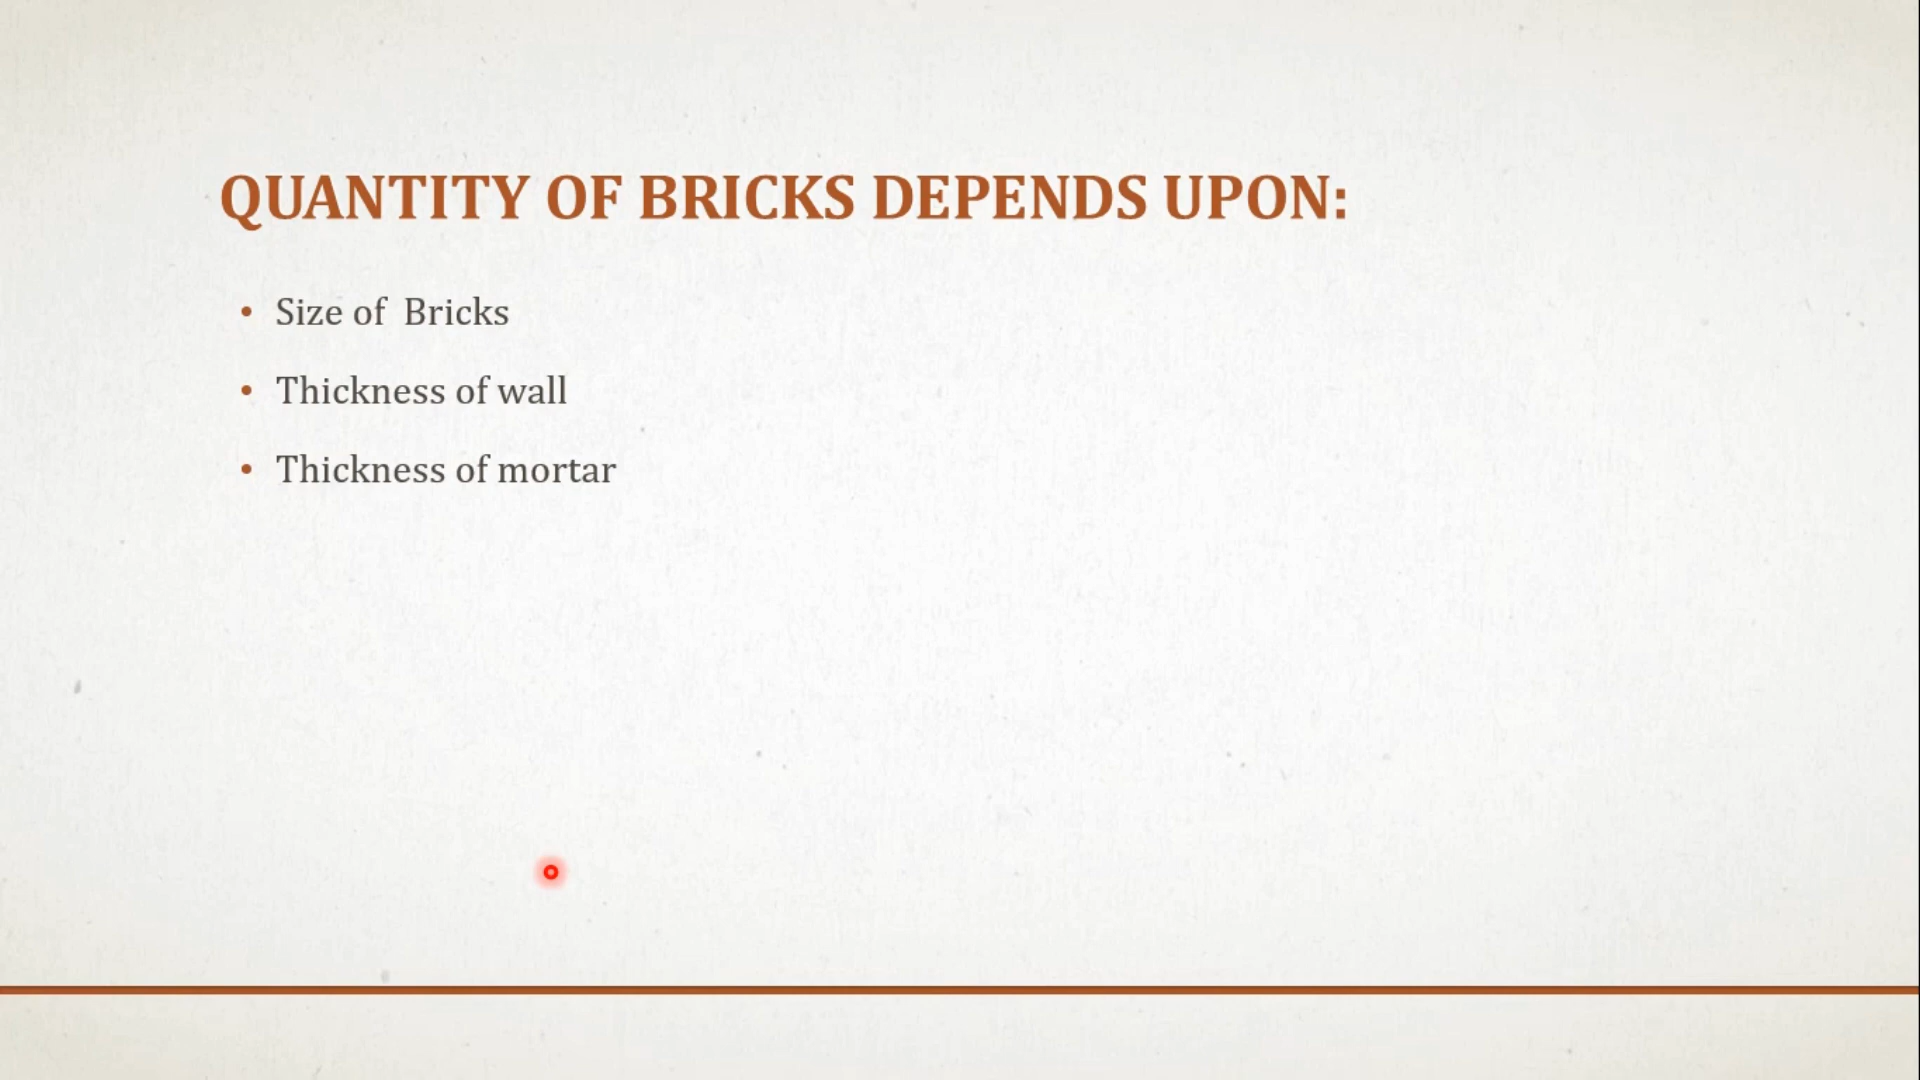 QUANTITY OF BRICKS DEPENDS UPON:
• Size of  Bricks
• Thickness of wall
• Thickness of mortar